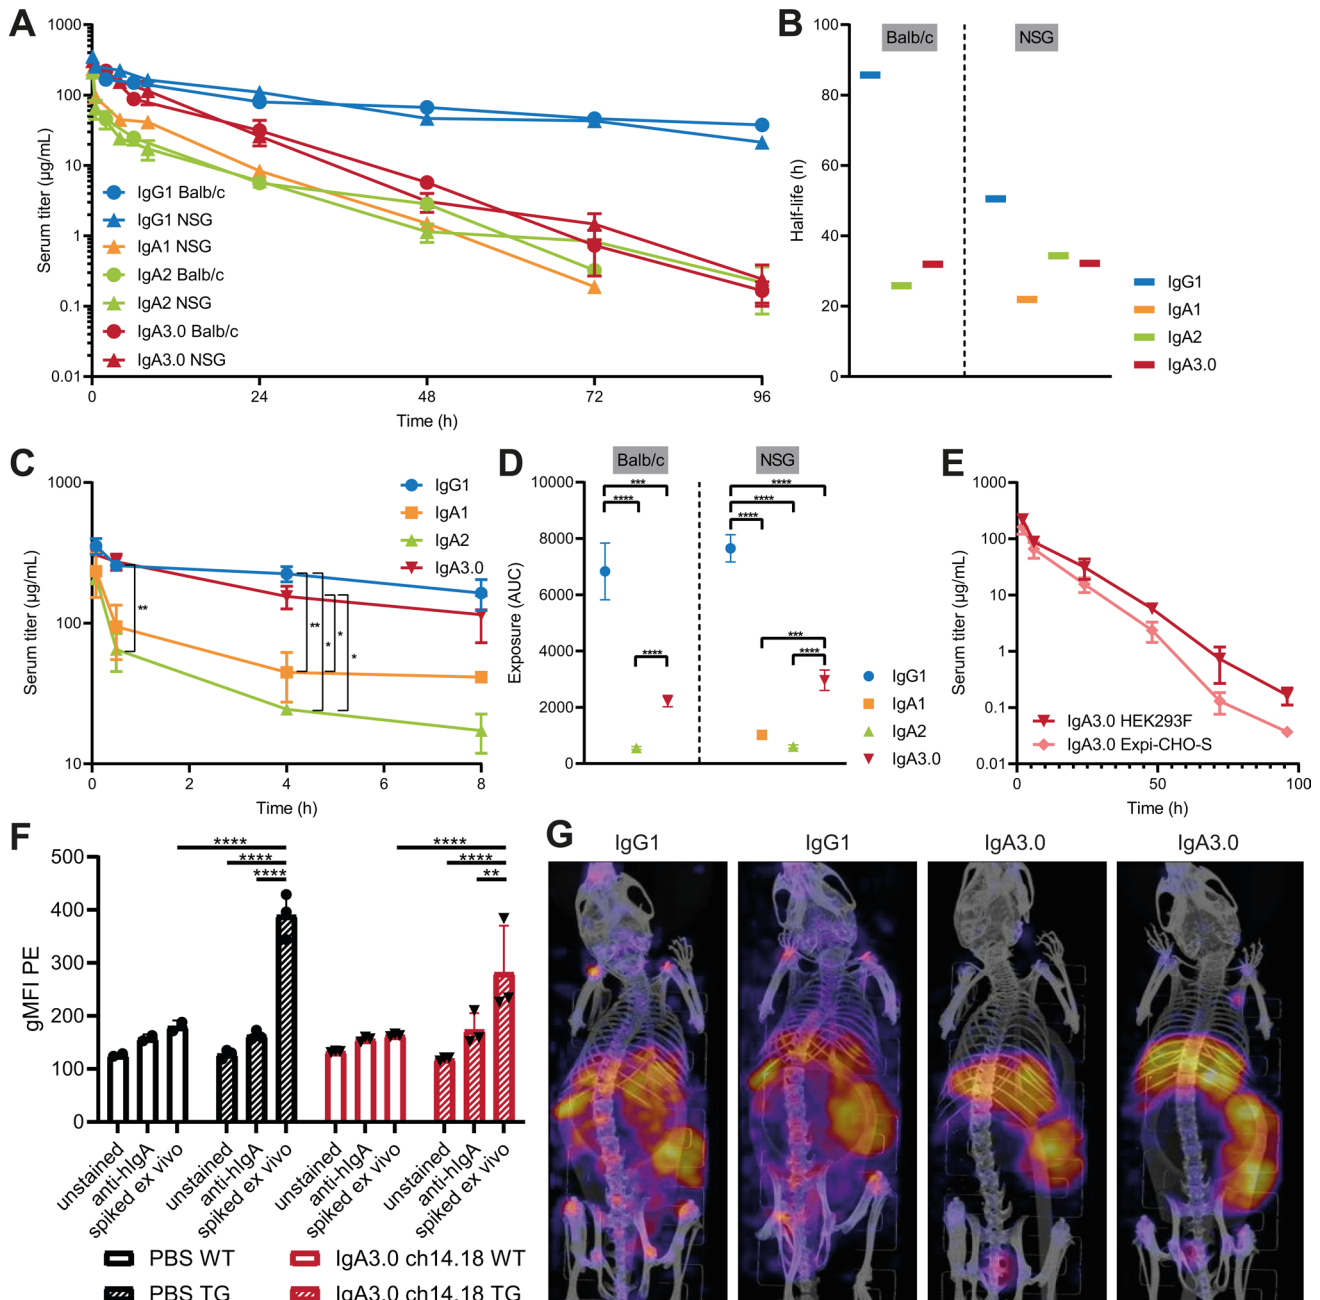 A
Serum titer (µg/mL)
1000
100
10
1
0.1
0.01
0
24
48
72
96
Time (h)
IgG1 Balb/c
IgG1 NSG
IgA1 NSG
IgA2 Balb/c
IgA2 NSG
IgA3.0 Balb/c
IgA3.0 NSG
B
Half-life (h)
100
80
60
40
20
0
Balb/c
NSG
IgG1
IgA1
IgA2
IgA3.0
C
Serum titer (µg/mL)
1000
100
10
0
2
4
6
8
Time (h)
IgG1
IgA1
IgA2
IgA3.0
**
**
*
*
*
D
Exposure (AUC)
10000
8000
6000
4000
2000
0
Balb/c
NSG
***
****
****
****
****
****
***
****
IgG1
IgA1
IgA2
IgA3.0
E
Serum titer (µg/mL)
1000
100
10
1
0.1
0.01
0
50
100
Time (h)
IgA3.0 HEK293F
IgA3.0 Expi-CHO-S
F
gMFI PE
500
400
300
200
100
0
****
****
****
****
****
**
unstained
anti-hIgA
spiked ex vivo
unstained
anti-hIgA
spiked ex vivo
unstained
anti-hIgA
spiked ex vivo
unstained
anti-hIgA
spiked ex vivo
PBS WT
PBS TG
IgA3.0 ch14.18 WT
IgA3.0 ch14.18 TG
G
IgG1
IgG1
IgA3.0
IgA3.0